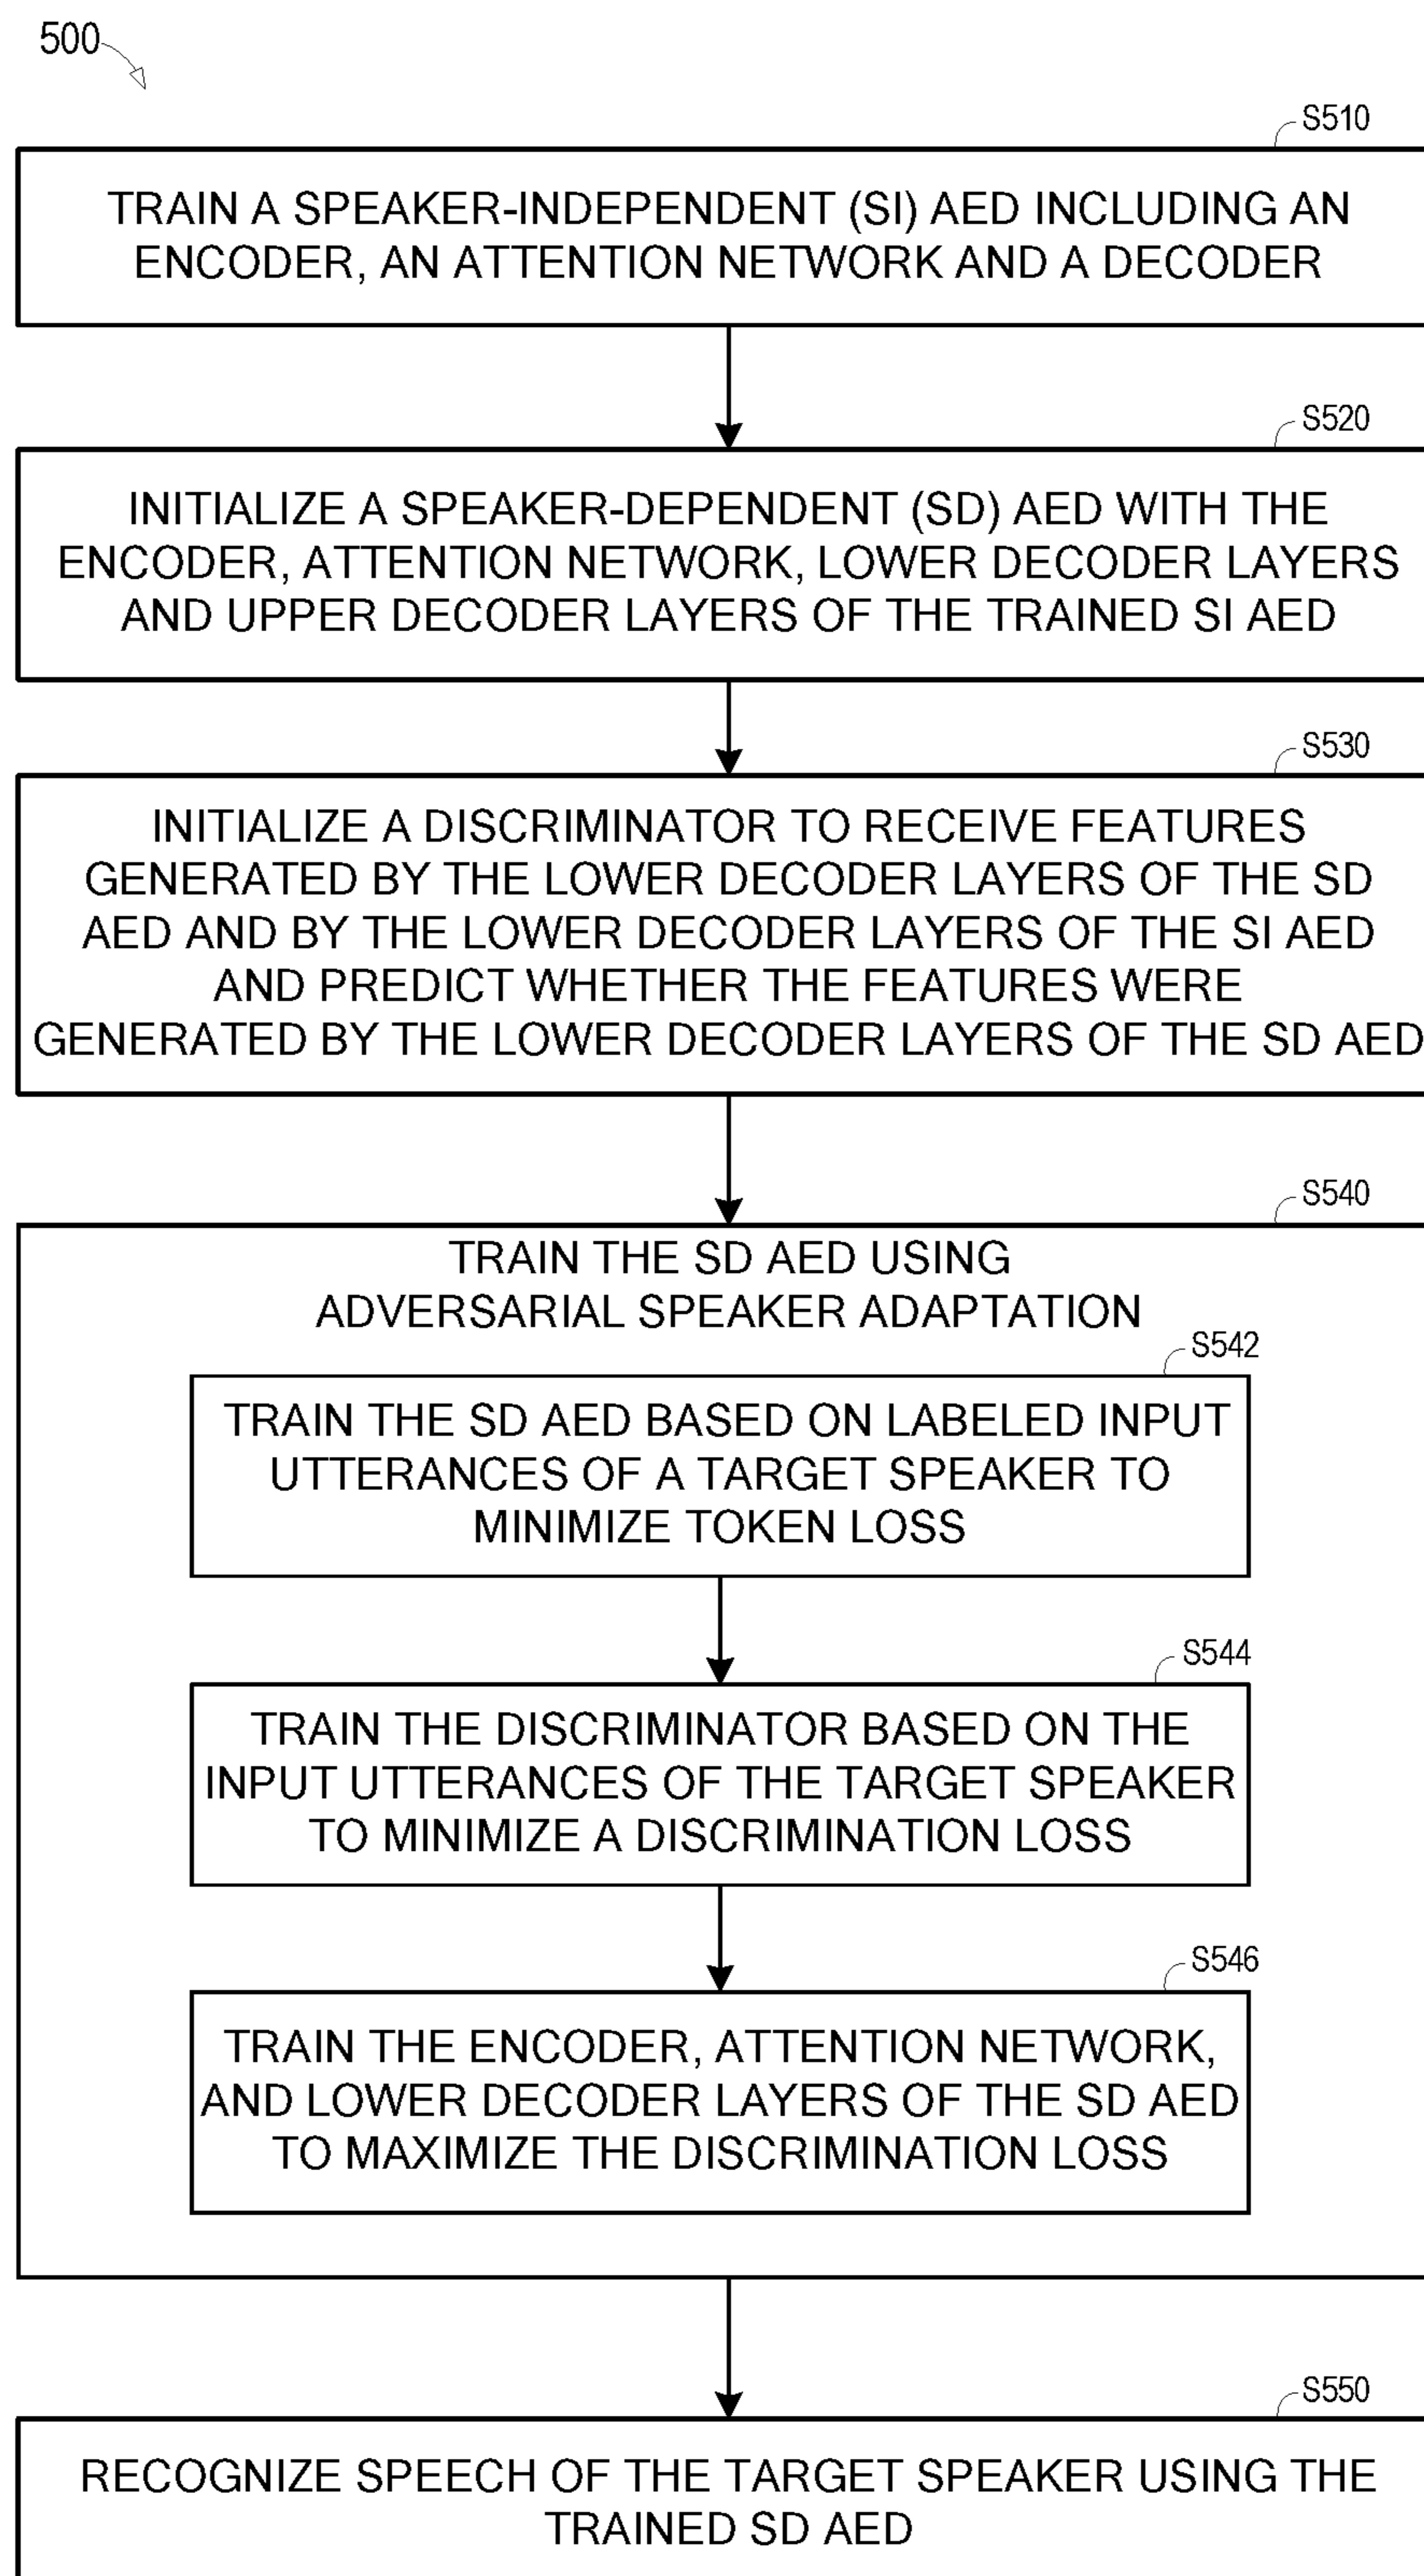 500
S510
TRAIN A SPEAKER-INDEPENDENT (SI) AED INCLUDING AN
ENCODER, AN ATTENTION NETWORK AND A DECODER
S520
INITIALIZE A SPEAKER-DEPENDENT (SD) AED WITH THE
ENCODER, ATTENTION NETWORK, LOWER DECODER LAYERS
AND UPPER DECODER LAYERS OF THE TRAINED SI AED
S530
INITIALIZE A DISCRIMINATOR TO RECEIVE FEATURES
GENERATED BY THE LOWER DECODER LAYERS OF THE SD
AED AND BY THE LOWER DECODER LAYERS OF THE SI AED
AND PREDICT WHETHER THE FEATURES WERE
GENERATED BY THE LOWER DECODER LAYERS OF THE SD AED
S540
TRAIN THE SD AED USING
ADVERSARIAL SPEAKER ADAPTATION
S542
TRAIN THE SD AED BASED ON LABELED INPUT
UTTERANCES OF A TARGET SPEAKER TO
MINIMIZE TOKEN LOSS
S544
TRAIN THE DISCRIMINATOR BASED ON THE
INPUT UTTERANCES OF THE TARGET SPEAKER
TO MINIMIZE A DISCRIMINATION LOSS
S546
TRAIN THE ENCODER, ATTENTION NETWORK,
AND LOWER DECODER LAYERS OF THE SD AED
TO MAXIMIZE THE DISCRIMINATION LOSS
S550
RECOGNIZE SPEECH OF THE TARGET SPEAKER USING THE
TRAINED SD AED